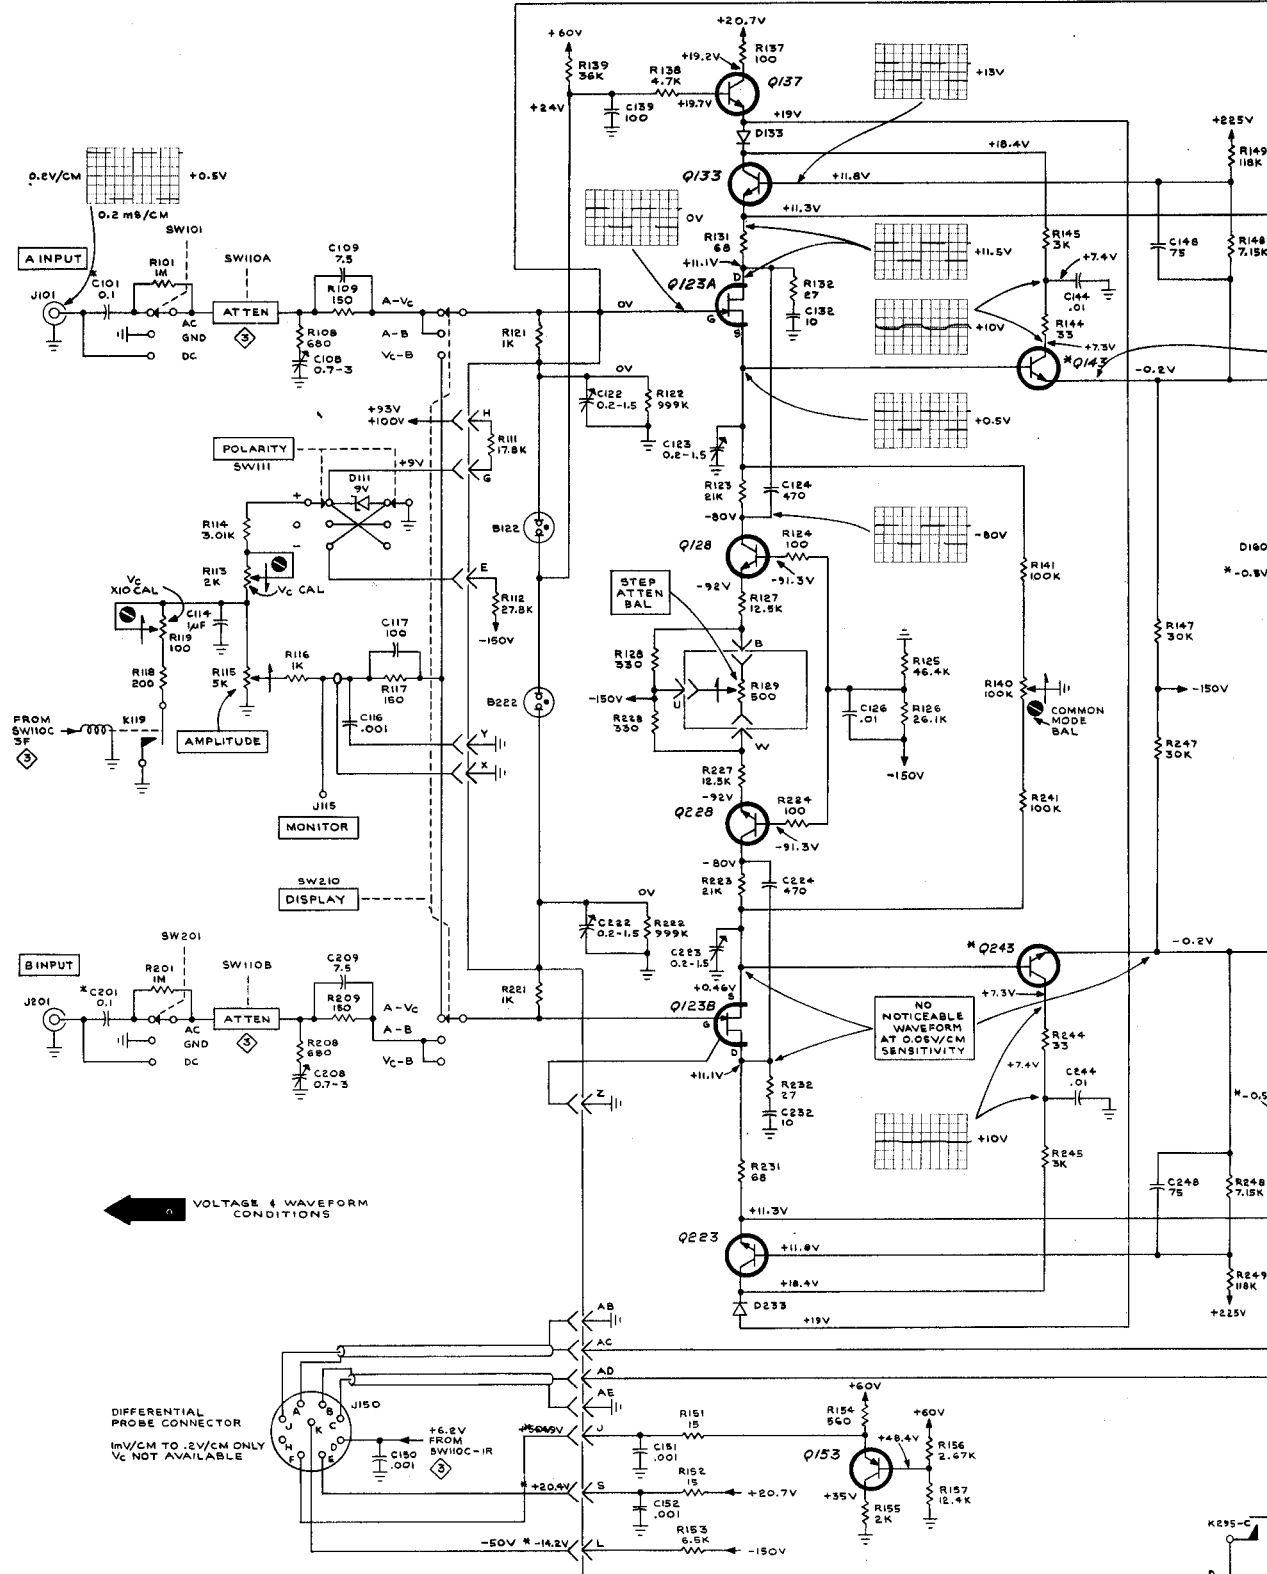 +20.7V
+60V
R139
36K
R138
4.7K
+19.2V
R137
100
Q137
+13V
+24V
C139
100
+19.7V
+19V
D133
+18.4V
+225V
R149
118K
0.2V/CM
+0.5V
0.2 mS/CM
Q133
+11.8V
0V
+11.3V
R131
68
+11.5V
R145
3K
+7.4V
C148
75
R148
7.15K
SW101
A INPUT
R101
1M
SW110A
C109
7.5
*
C101
0.1
J101
R109
150
ATTEN
3
AC
GND
DC
R108
680
C108
0.7-3
A-Vc
A-B
Vc-B
R121
1K
0V
+11.1V
D
Q123A
G
S
R132
27
C132
10
+10V
C144
.01
R144
33
+7.3V
*Q143
-0.2V
0V
C122
0.2-1.5
R122
999K
+0.5V
+93V
+100V
H
R111
17.8K
G
C123
0.2-1.5
POLARITY
SW111
+9V
D111
9V
R123
21K
C124
470
-80V
-80V
+
O
-
R114
3.01K
B122
Q128
R124
100
-91.3V
D160
*-0.5V
R113
2K
Vc CAL
Vc
X10 CAL
E
R112
27.8K
-150V
STEP
ATTEN
BAL
-92V
R127
12.5K
R141
100K
C114
1µF
R119
100
C117
100
B
R128
330
R125
46.4K
R147
30K
R118
200
R115
5K
R116
1K
R117
150
-150V
U
R129
500
C126
.01
R126
26.1K
R140
100K
-150V
COMMON
MODE
BAL
FROM
SW110C
3F
3
K119
AMPLITUDE
C116
.001
B222
R228
330
W
-150V
Y
X
R227
12.5K
R247
30K
J115
MONITOR
-92V
Q228
R224
100
-91.3V
R241
100K
SW210
DISPLAY
-80V
R223
21K
C224
470
0V
C222
0.2-1.5
R222
999K
C223
0.2-1.5
*Q243
-0.2V
SW201
B INPUT
R201
1M
SW110B
C209
7.5
*C201
0.1
J201
R209
150
ATTEN
3
AC
GND
DC
R208
680
C208
0.7-3
A-Vc
A-B
Vc-B
R221
1K
+0.46V
S
Q123B
G
D
+7.3V
NO
NOTICEABLE
WAVEFORM
AT 0.05V/CM
SENSITIVITY
R244
33
+7.4V
C244
.01
+11.1V
R232
27
C232
10
Z
*-0.5
+10V
R245
3K
R231
68
C248
75
R248
7.15K
VOLTAGE & WAVEFORM
CONDITIONS
+11.3V
Q223
+11.8V
+18.4V
R249
118K
D233
+19V
+225V
AB
AC
AD
AE
J150
DIFFERENTIAL
PROBE CONNECTOR
1mV/CM TO .2V/CM ONLY
Vc NOT AVAILABLE
A
B
C
D
E
F
H
J
K
C150
.001
+6.2V
FROM
SW110C-1R
3
J
C151
.001
R151
15
+60V
R154
560
+60V
+48.4V
R156
2.67K
Q153
R152
15
*+20.4V
S
C152
.001
+20.7V
+35V
R155
2K
R157
12.4K
-50V *-14.2V
L
R153
6.5K
-150V
K295-C